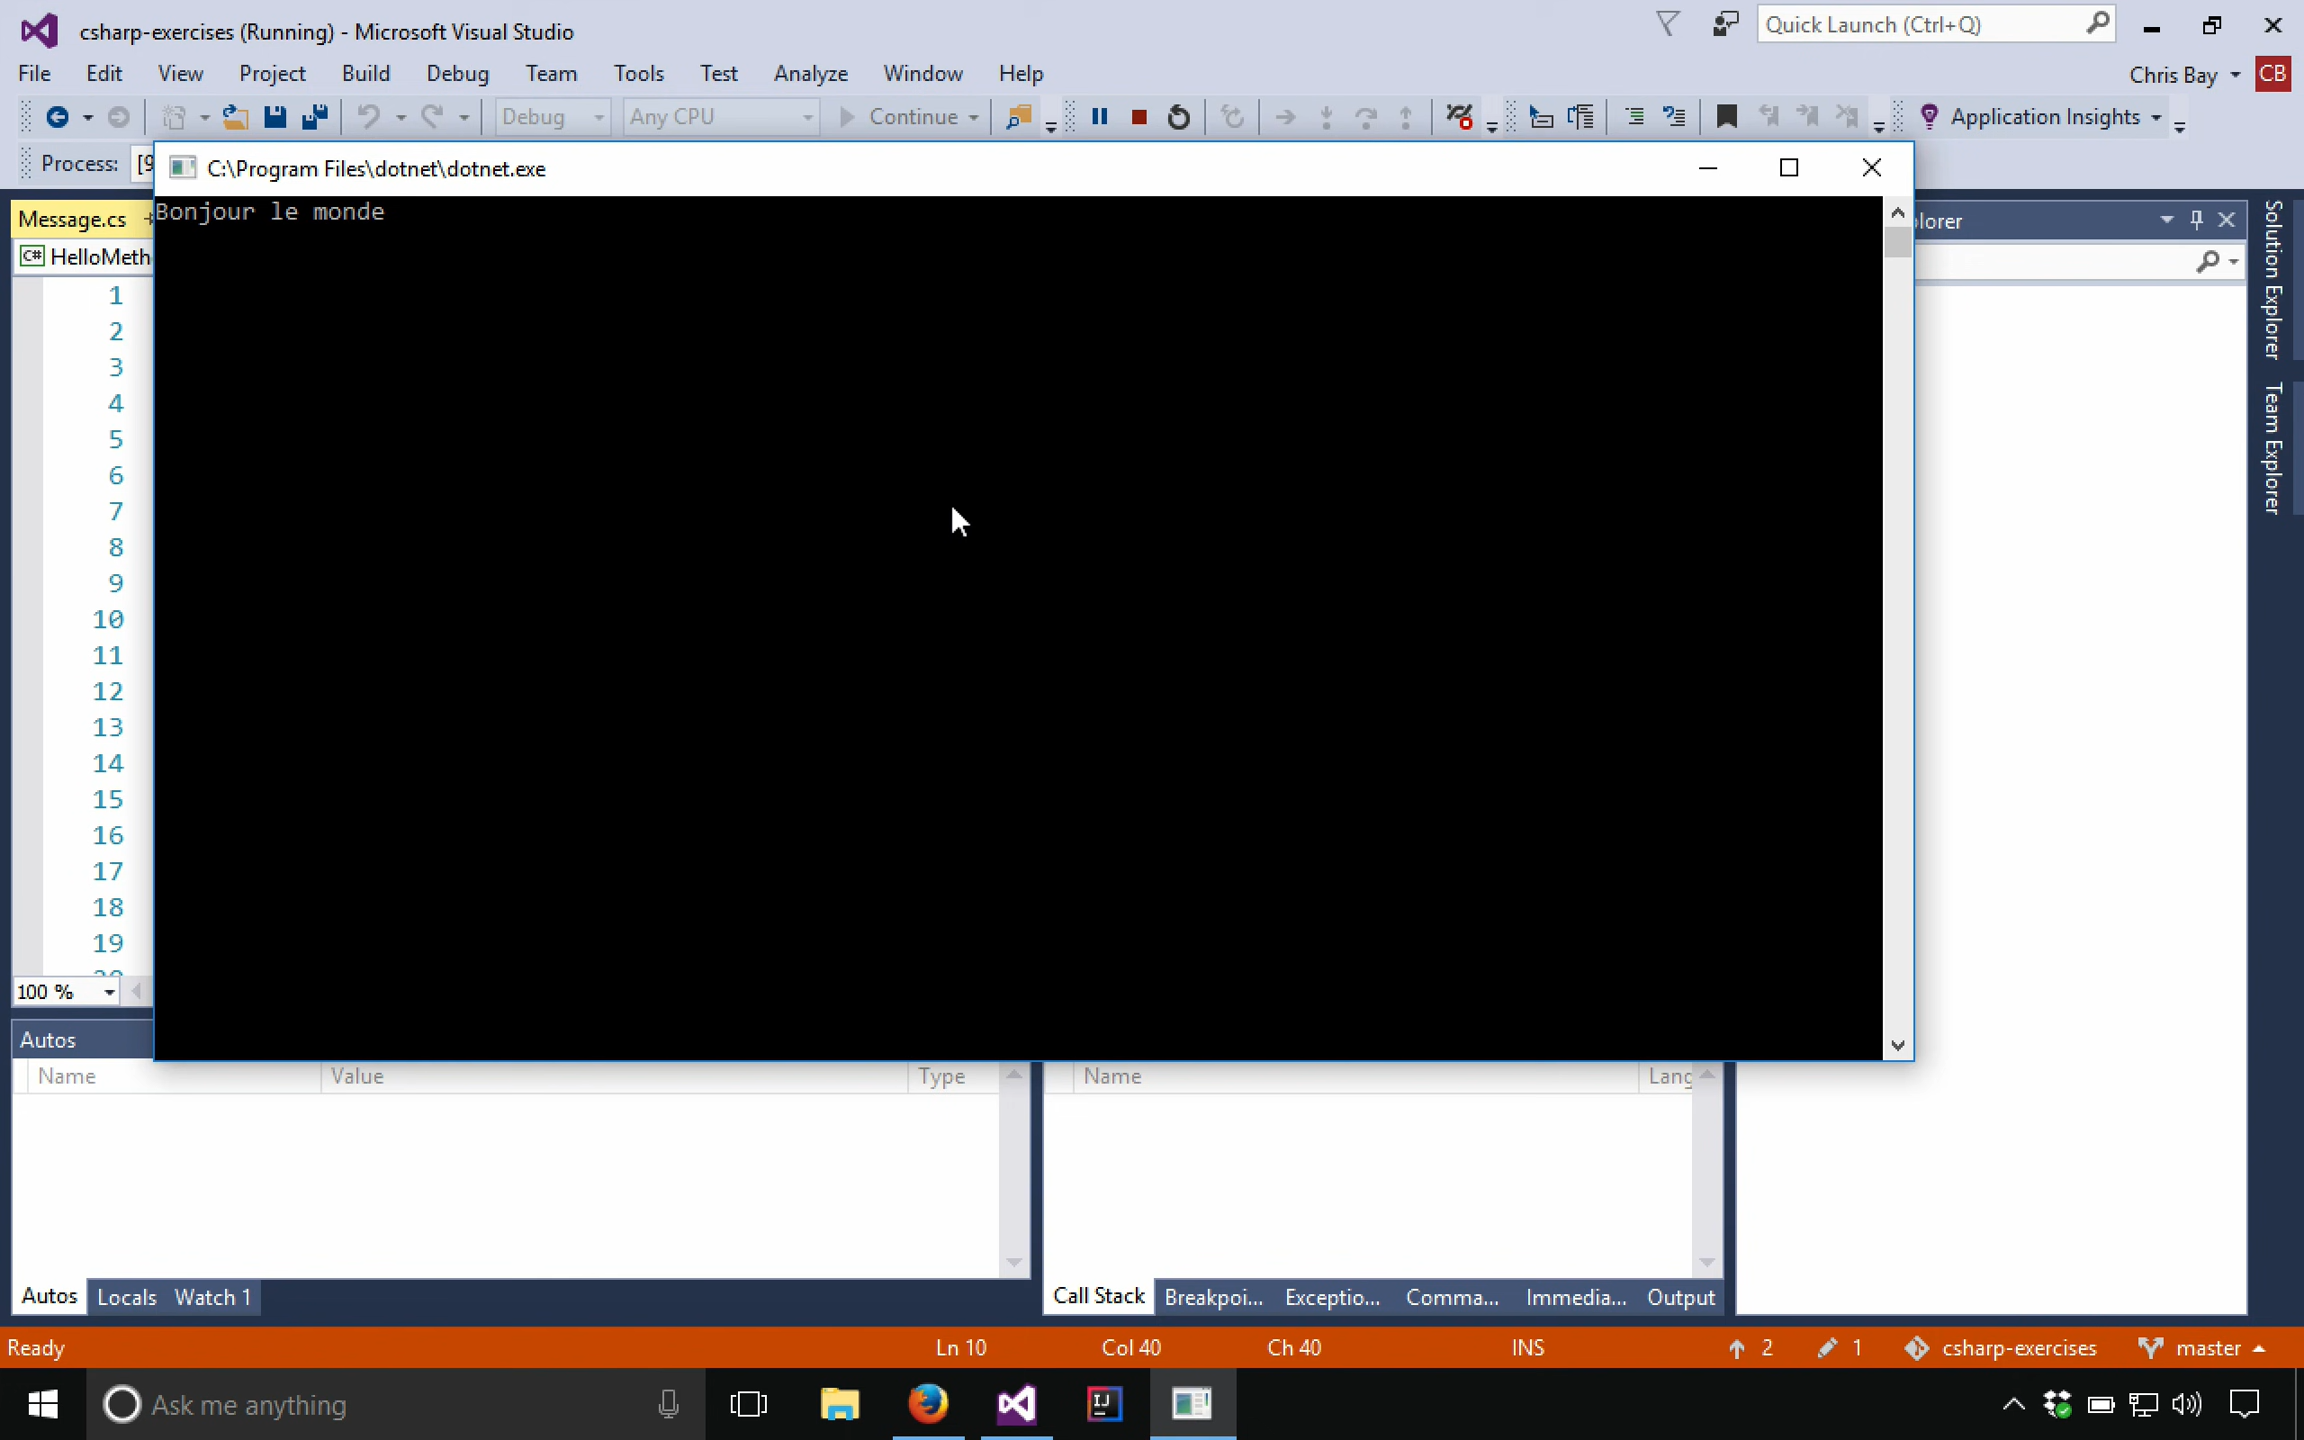 csharp-exercises (Running) - Microsoft Visual Studio
Quick Launch (Ctrl+Q)
File Edit View Project Build Debug Team Tools Test Analyze Window Help
Chris Bay CB
Debug Any CPU Continue Application Insights
Process: [9
C:\Program Files\dotnet\dotnet.exe
Bonjour le monde
Message.cs
C# HelloMeth
lorer
Solution Explorer
Team Explorer
1
2
3
4
5
6
7
8
9
10
11
12
13
14
15
16
17
18
19
20
100 %
Autos
Name Value Type
Name Lang
Autos Locals Watch 1
Call Stack Breakpoi... Exceptio... Comma... Immedia... Output
Ready Ln 10 Col 40 Ch 40 INS 2 1 csharp-exercises master
Ask me anything
IJ